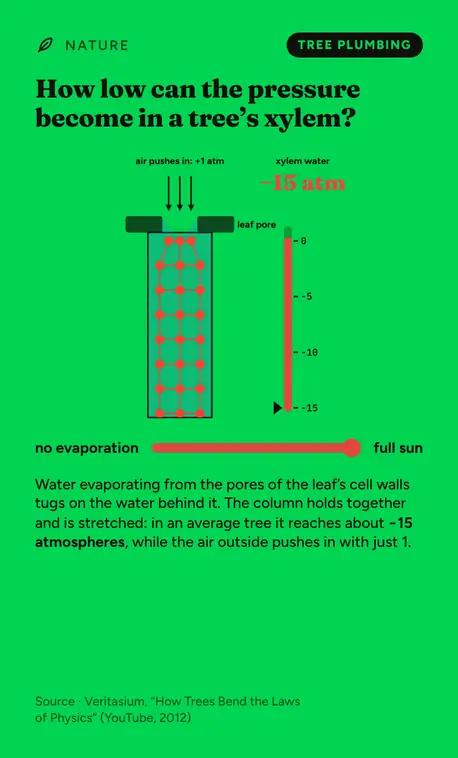 NATURE
TREE PLUMBING
How low can the pressure
become in a tree’s xylem?
air pushes in: +1 atm
xylem water
−15 atm
leaf pore
0
-5
-10
-15
no evaporation
full sun
Water evaporating from the pores of the leaf’s cell walls
tugs on the water behind it. The column holds together
and is stretched: in an average tree it reaches about −15
atmospheres, while the air outside pushes in with just 1.
Source · Veritasium, “How Trees Bend the Laws
of Physics” (YouTube, 2012)